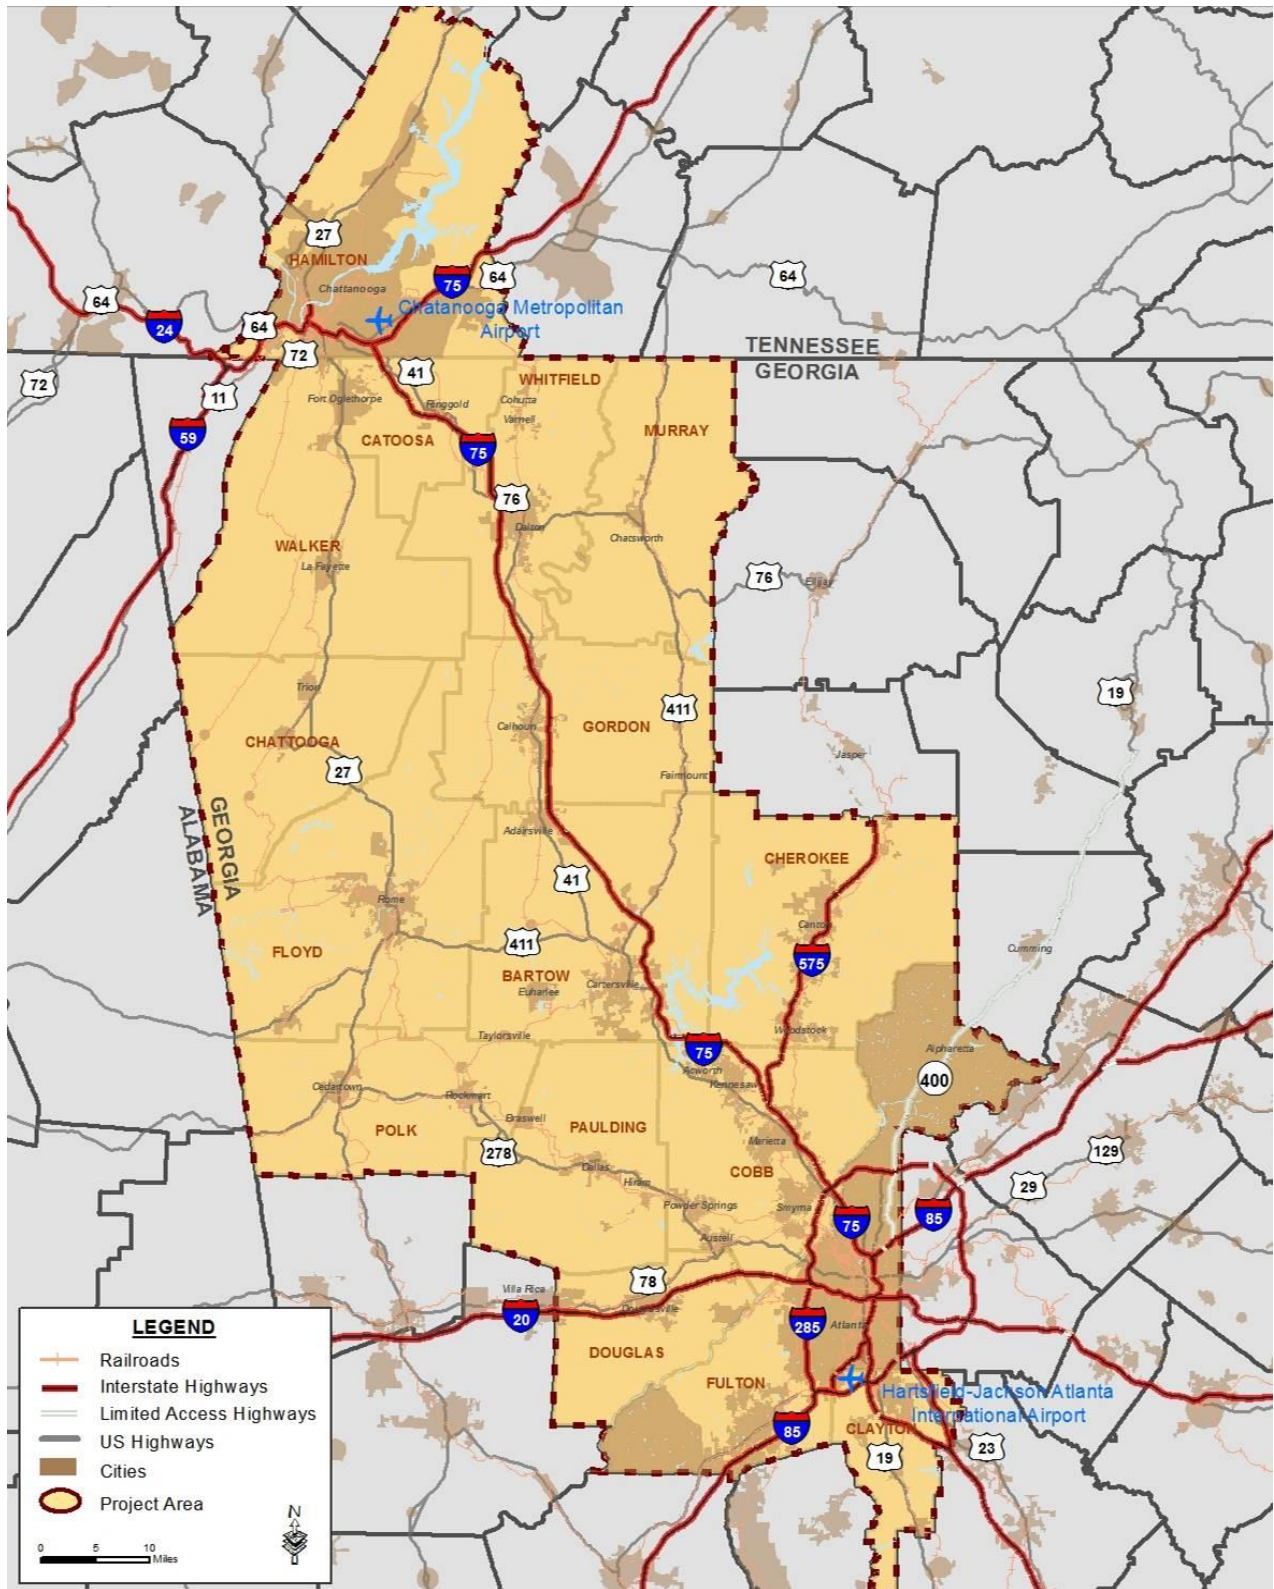 27
HAMILTON
Chattanooga
75
64
64
64
24
64
Chatanooga Metropolitan
Airport
72
72
11
59
41
TENNESSEE
GEORGIA
WHITFIELD
Fort Oglethorpe
Ringgold
Cohutta
Varnell
CATOOSA
MURRAY
75
76
Dalton
Chatsworth
WALKER
La Fayette
76
Ellijay
Trion
19
411
Calhoun
GORDON
CHATTOOGA
27
Jasper
Fairmount
GEORGIA
ALABAMA
Adairsville
CHEROKEE
41
Rome
Canton
411
FLOYD
575
Cumming
BARTOW
Euharlee
Cartersville
Taylorsville
Woodstock
75
Alpharetta
Acworth
Kennesaw
400
Cedartown
Rockmart
Braswell
POLK
PAULDING
Marietta
278
129
Dallas
COBB
Hiram
29
Powder Springs
Smyrna
75
85
Austell
78
Villa Rica
20
Douglasville
285
Atlanta
DOUGLAS
FULTON
Hartsfield-Jackson Atlanta
International Airport
85
CLAYTON
19
23
LEGEND
Railroads
Interstate Highways
Limited Access Highways
US Highways
Cities
Project Area
N
0 5 10
Miles